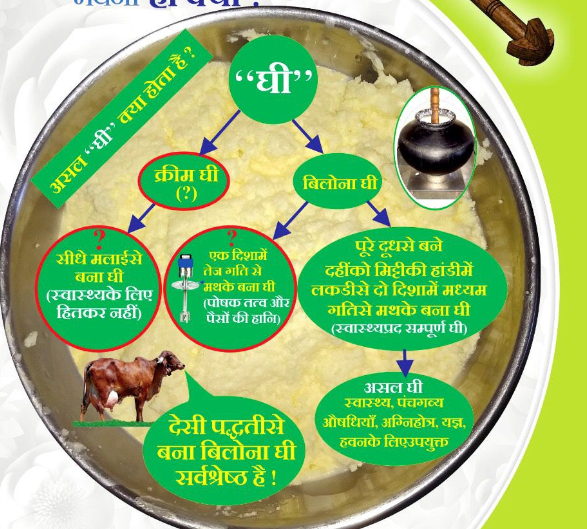 असल “घी” क्या होता है ?
“घी”
क्रीम घी
(?)
बिलोना घी
?
सीधे मलाईसे
बना घी
(स्वास्थ्यके लिए
हितकर नहीं)
?
एक दिशामें
तेज गति से
मथके बना घी
(पोषक तत्व और
पैसों की हानि)
पूरे दूधसे बने
दहींको मिट्टीकी हांडीमें
लकडीसे दो दिशामें मध्यम
गतिसे मथके बना घी
(स्वास्थ्यप्रद सम्पूर्ण घी)
असल घी
स्वास्थ्य, पंचगव्य
औषधियाँ, अग्निहोत्र, यज्ञ,
हवनके लिएउपयुक्त
देसी पद्धतीसे
बना बिलोना घी
सर्वश्रेष्ठ है !